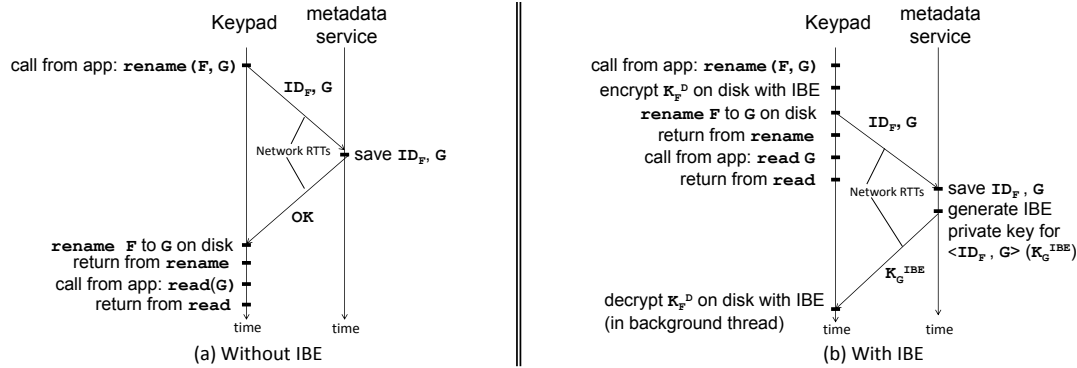 Keypad
metadata
service
call from app: rename(F, G)
ID_F, G
Network RTTs
save ID_F, G
OK
rename F to G on disk
return from rename
call from app: read(G)
return from read
time
time
(a) Without IBE
Keypad
metadata
service
call from app: rename(F, G)
encrypt K_F^D on disk with IBE
rename F to G on disk
ID_F, G
return from rename
call from app: read G
return from read
Network RTTs
save ID_F, G
generate IBE
private key for
<ID_F, G> (K_G^IBE)
K_G^IBE
decrypt K_F^D on disk with IBE
(in background thread)
time
time
(b) With IBE